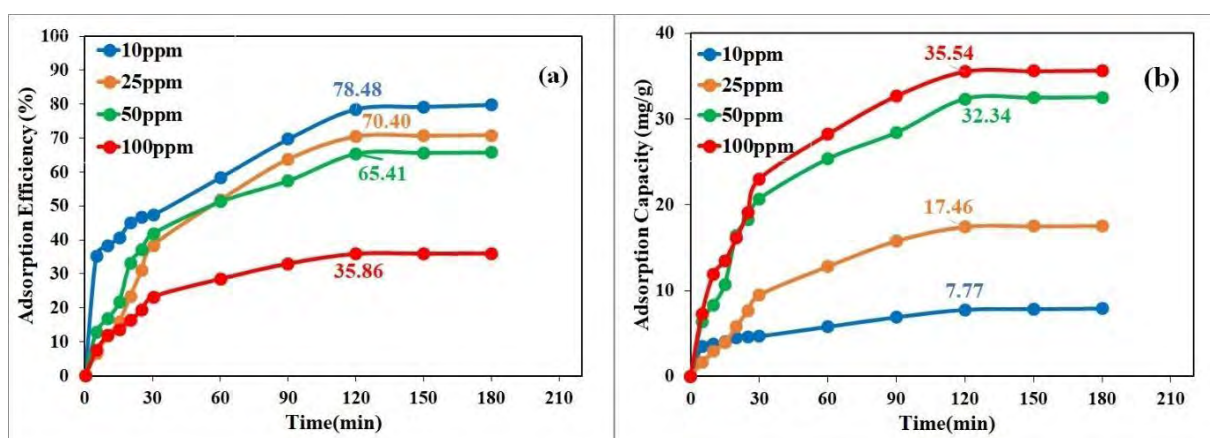 100
90
80
70
60
50
40
30
20
10
0
Adsorption Efficiency (%)
10ppm
25ppm
50ppm
100ppm
(a)
78.48
70.40
65.41
35.86
0 30 60 90 120 150 180 210
Time(min)
40
30
20
10
0
Adsorption Capacity (mg/g)
10ppm
25ppm
50ppm
100ppm
(b)
35.54
32.34
17.46
7.77
0 30 60 90 120 150 180 210
Time(min)